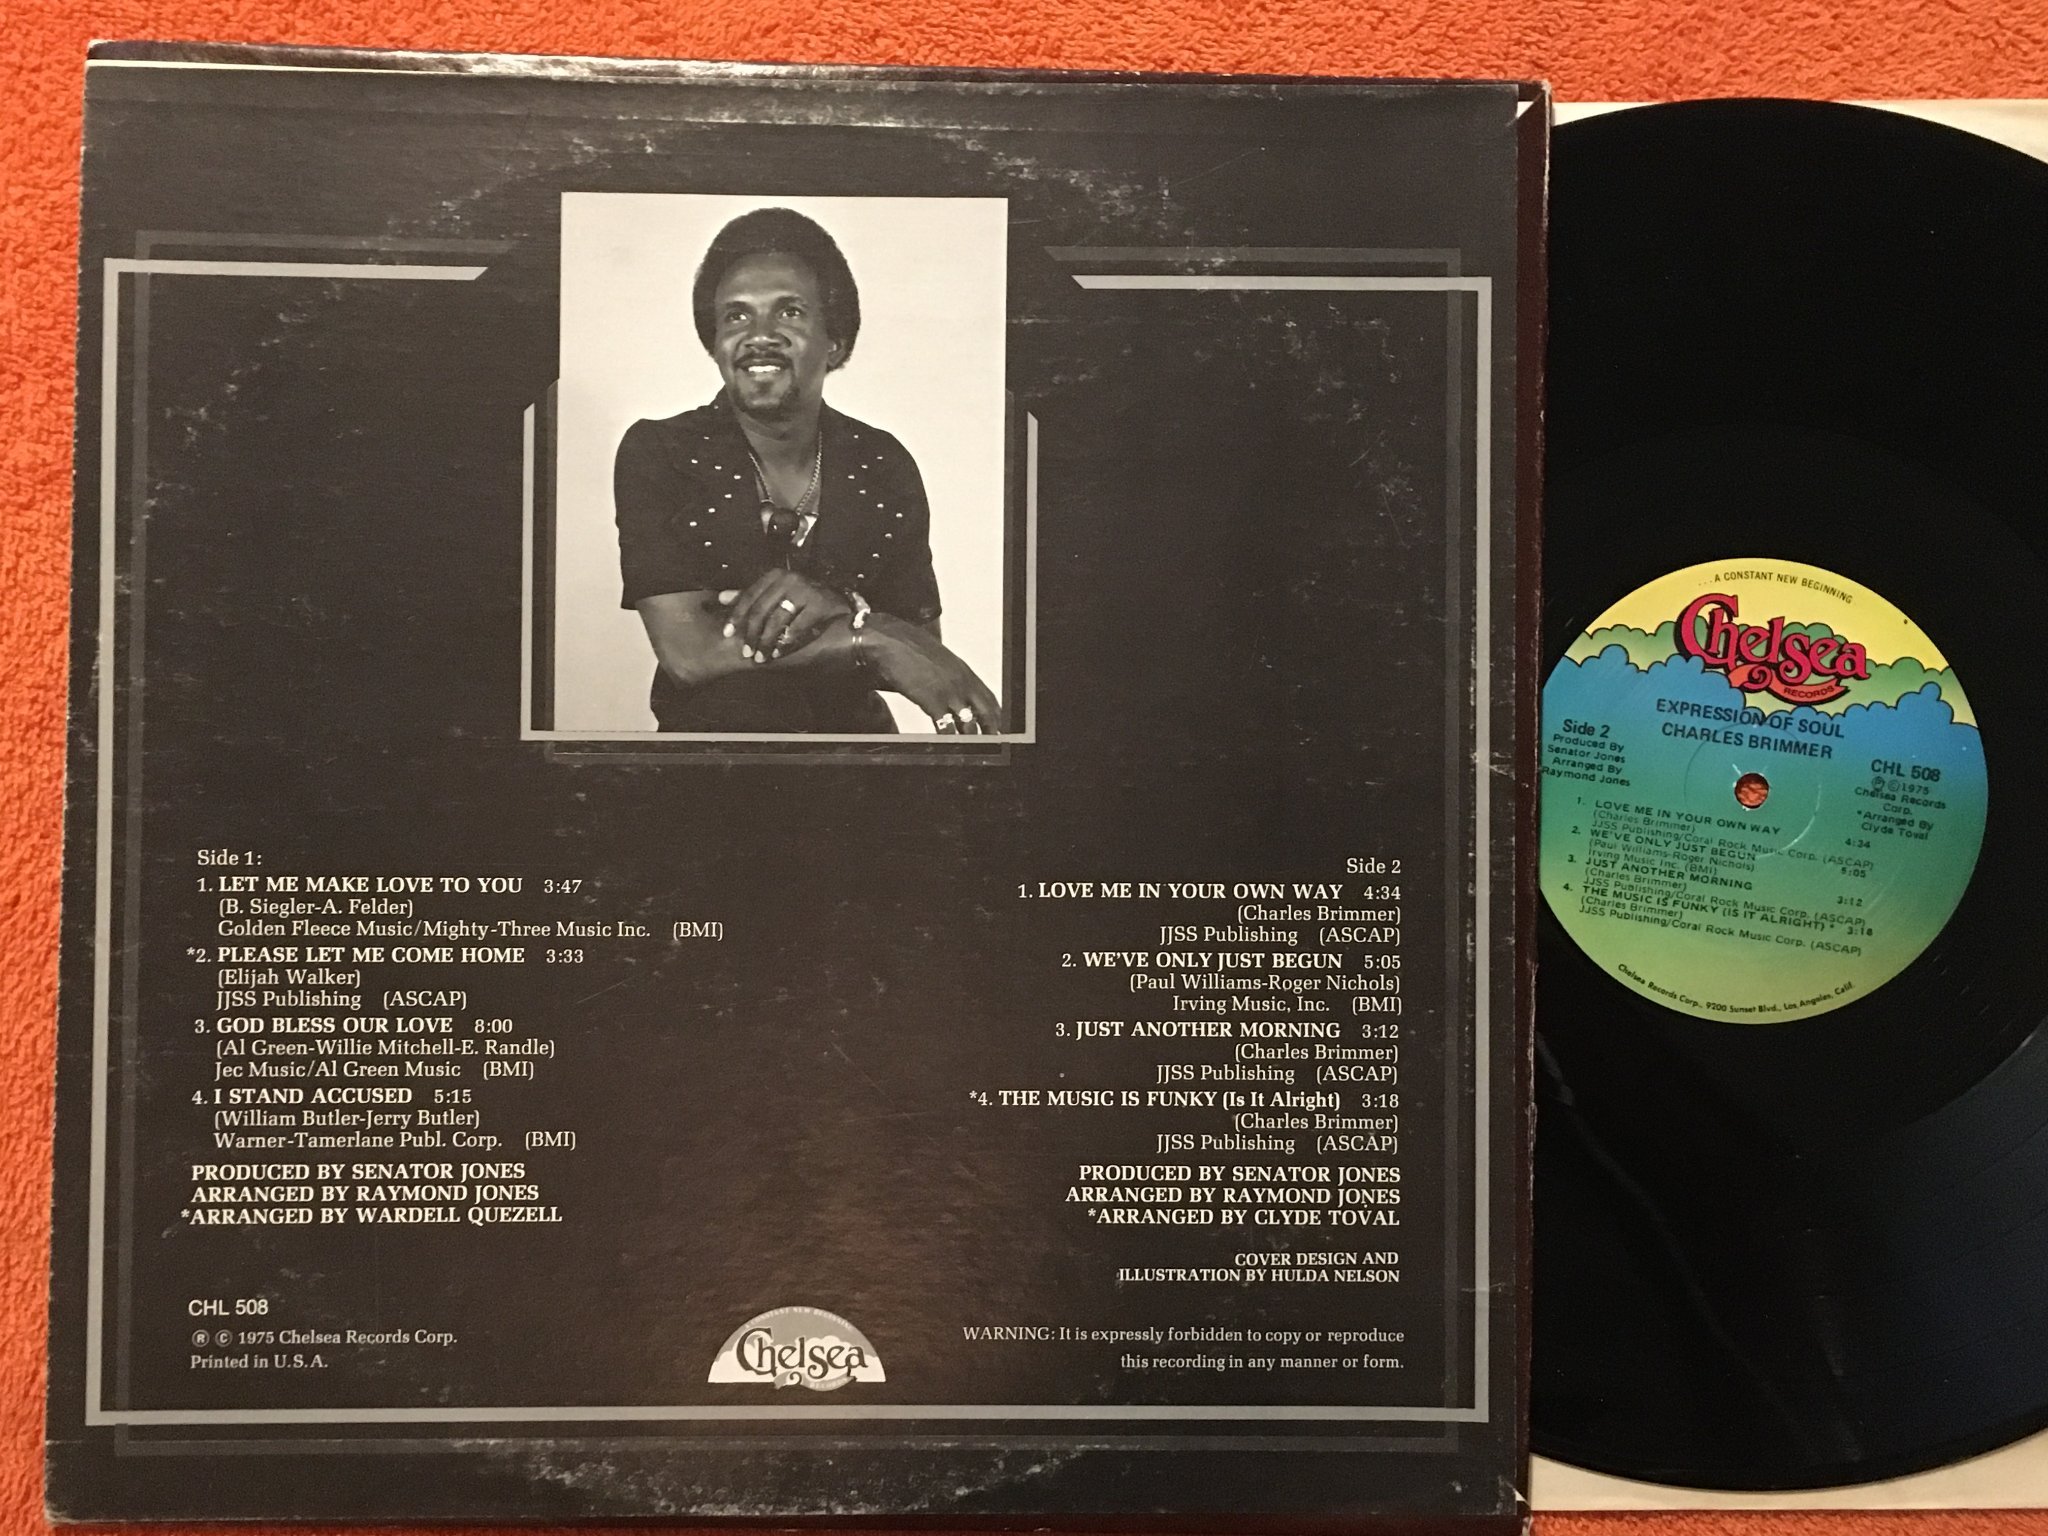 Side 1:
1. LET ME MAKE LOVE TO YOU 3:47
(B. Siegler-A. Felder)
Golden Fleece Music/Mighty-Three Music Inc. (BMI)
*2. PLEASE LET ME COME HOME 3:33
(Elijah Walker)
JJSS Publishing (ASCAP)
3. GOD BLESS OUR LOVE 8:00
(Al Green-Willie Mitchell-E. Randle)
Jec Music/Al Green Music (BMI)
4. I STAND ACCUSED 5:15
(William Butler-Jerry Butler)
Warner-Tamerlane Publ. Corp. (BMI)
PRODUCED BY SENATOR JONES
ARRANGED BY RAYMOND JONES
*ARRANGED BY WARDELL QUEZELL
CHL 508
Ⓡ Ⓒ 1975 Chelsea Records Corp.
Printed in U.S.A.
A CONSTANT NEW BEGINNING
Chelsea
RECORDS
Side 2
1. LOVE ME IN YOUR OWN WAY 4:34
(Charles Brimmer)
JJSS Publishing (ASCAP)
2. WE'VE ONLY JUST BEGUN 5:05
(Paul Williams-Roger Nichols)
Irving Music, Inc. (BMI)
3. JUST ANOTHER MORNING 3:12
(Charles Brimmer)
JJSS Publishing (ASCAP)
*4. THE MUSIC IS FUNKY (Is It Alright) 3:18
(Charles Brimmer)
JJSS Publishing (ASCAP)
PRODUCED BY SENATOR JONES
ARRANGED BY RAYMOND JONES
*ARRANGED BY CLYDE TOVAL
COVER DESIGN AND
ILLUSTRATION BY HULDA NELSON
WARNING: It is expressly forbidden to copy or reproduce
this recording in any manner or form.
...A CONSTANT NEW BEGINNING
Chelsea
RECORDS
EXPRESSION OF SOUL
CHARLES BRIMMER
Side 2
Produced By
Senator Jones
Arranged By
Raymond Jones
CHL 508
Ⓟ Ⓒ 1975
Chelsea Records
Corp.
*Arranged By
Clyde Toval
1. LOVE ME IN YOUR OWN WAY
(Charles Brimmer)
JJSS Publishing/Coral Rock Music Corp. (ASCAP) 4:34
2. WE'VE ONLY JUST BEGUN
(Paul Williams-Roger Nichols)
Irving Music Inc. (BMI) 5:05
3. JUST ANOTHER MORNING
(Charles Brimmer)
JJSS Publishing/Coral Rock Music Corp. (ASCAP) 3:12
4. THE MUSIC IS FUNKY (IS IT ALRIGHT) * 3:18
(Charles Brimmer)
JJSS Publishing/Coral Rock Music Corp. (ASCAP)
Chelsea Records Corp., 9200 Sunset Blvd., Los Angeles, Calif.